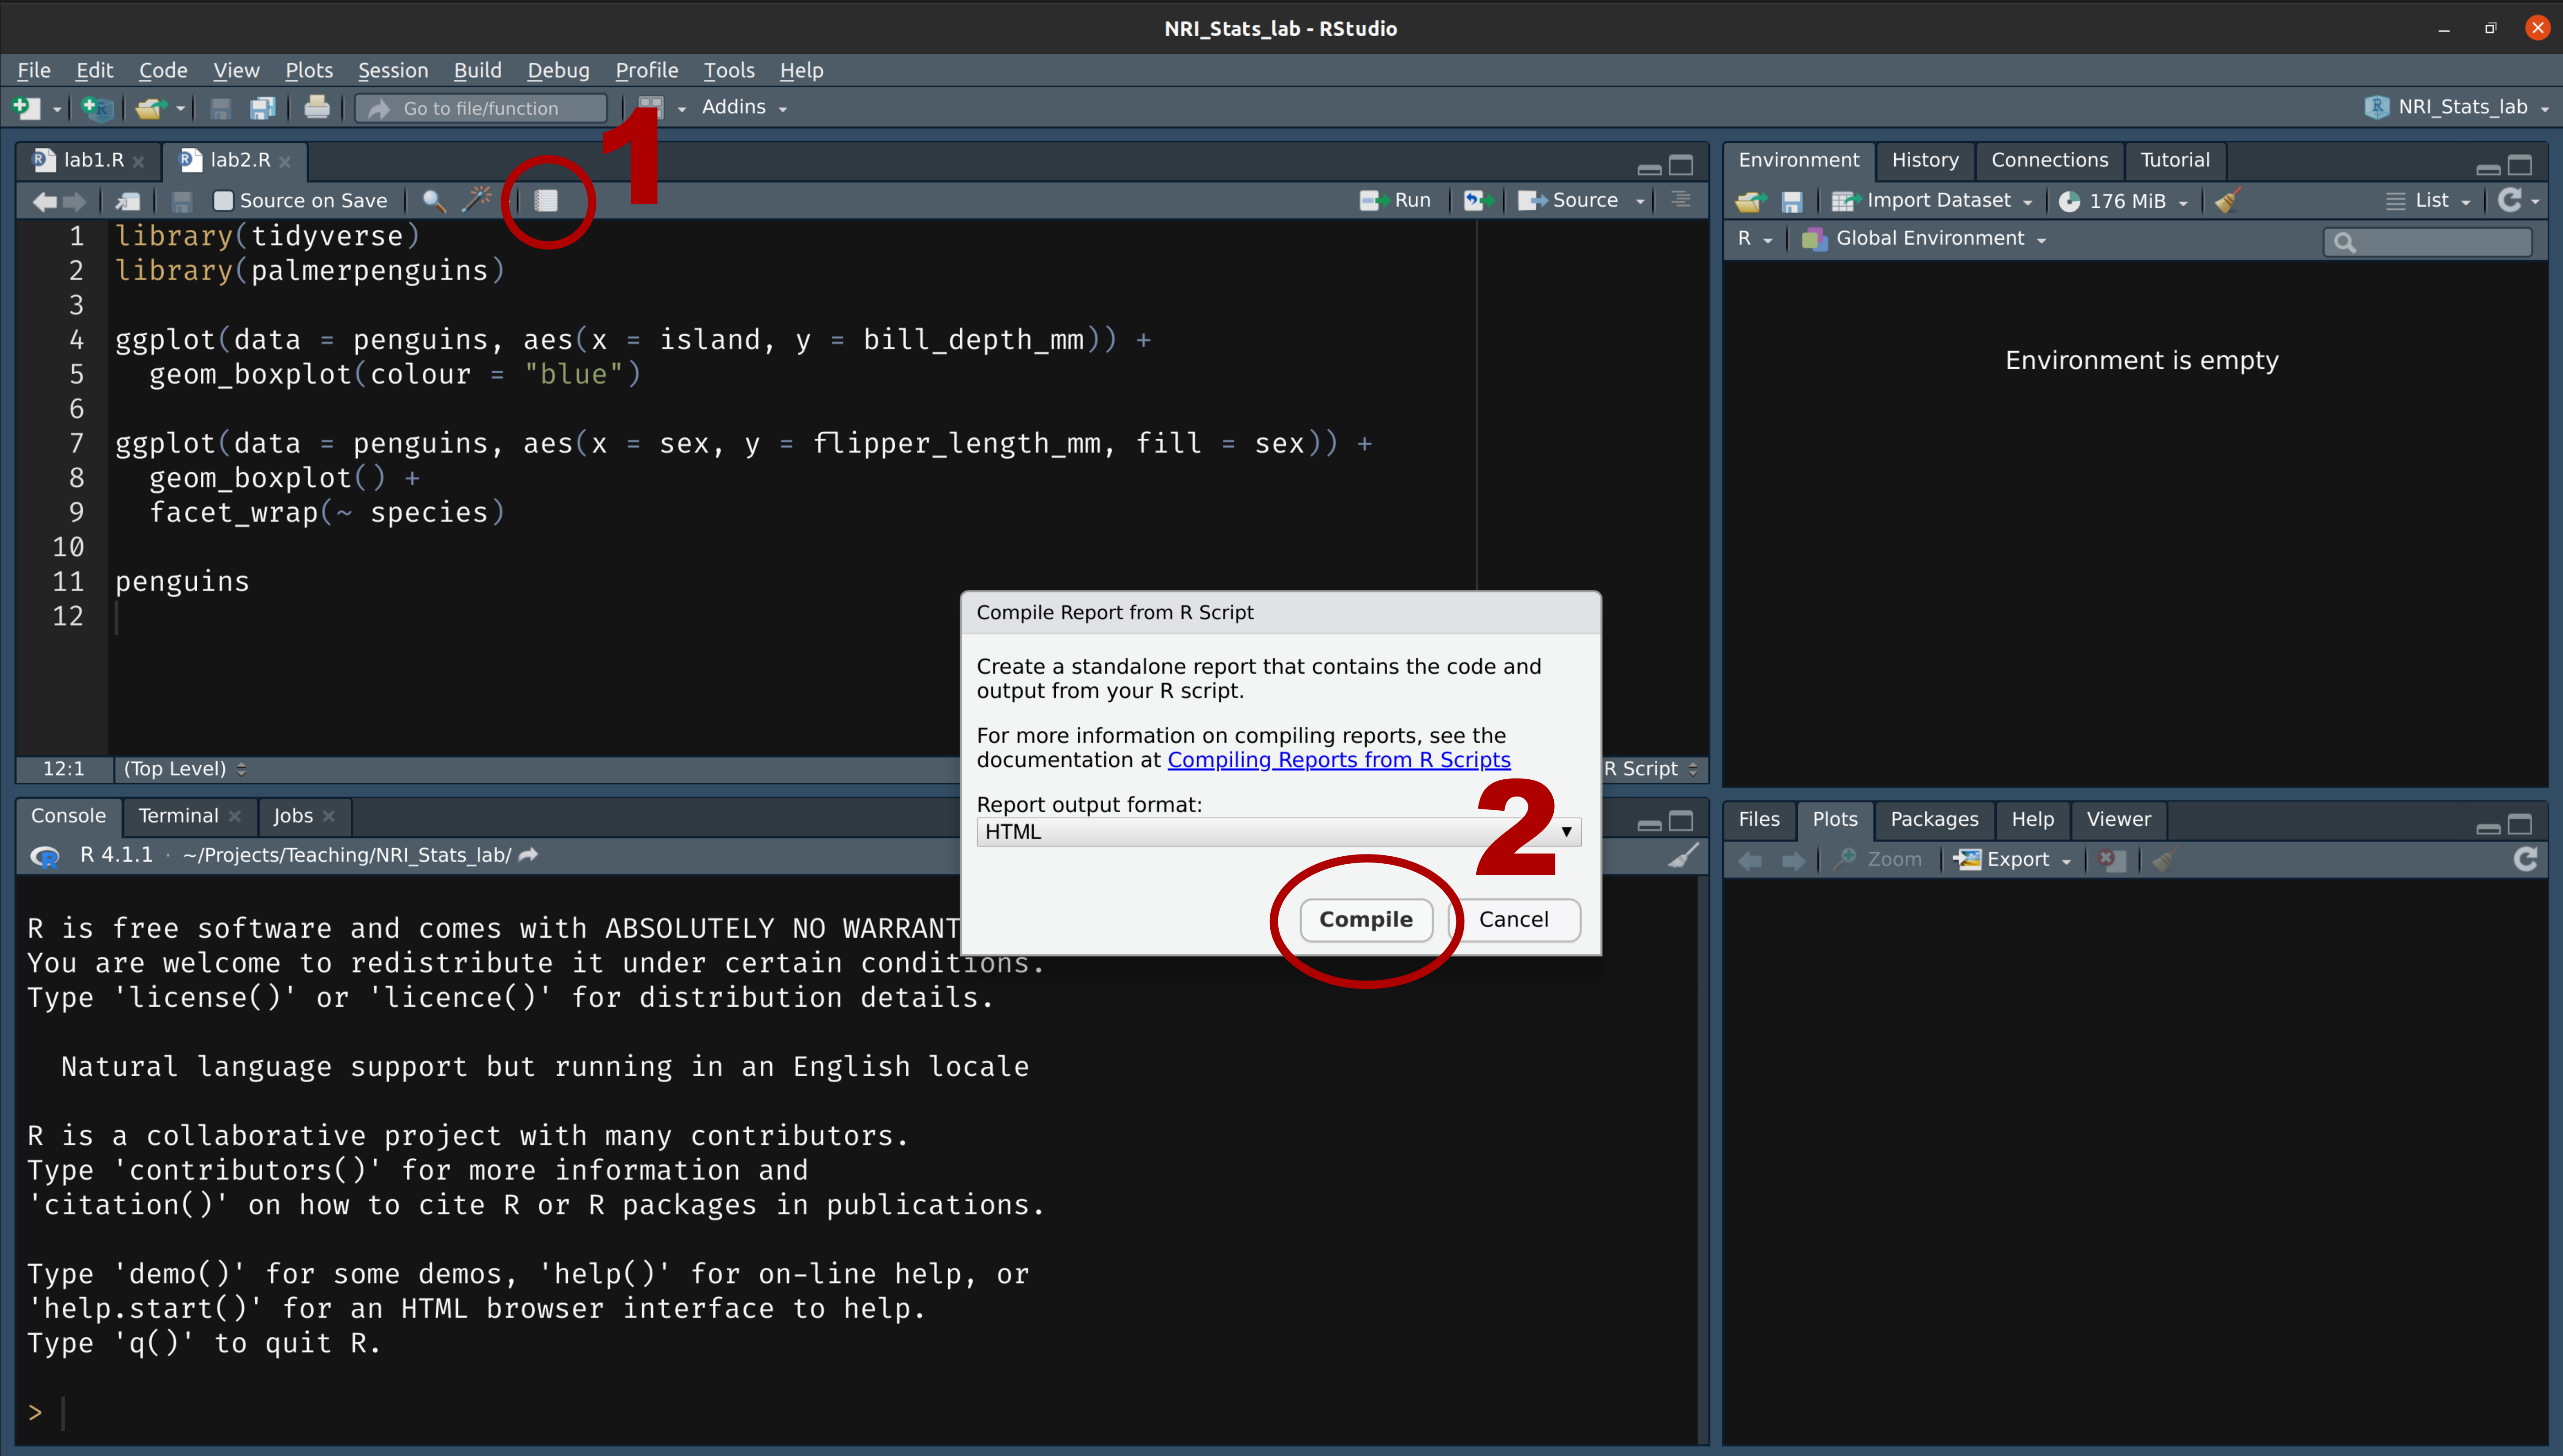 NRI_Stats_lab - RStudio
File Edit Code View Plots Session Build Debug Profile Tools Help
Go to file/function Addins NRI_Stats_lab
1
lab1.R lab2.R
Source on Save Run Source
1 library(tidyverse)
2 library(palmerpenguins)
3
4 ggplot(data = penguins, aes(x = island, y = bill_depth_mm)) +
5   geom_boxplot(colour = "blue")
6
7 ggplot(data = penguins, aes(x = sex, y = flipper_length_mm, fill = sex)) +
8   geom_boxplot() +
9   facet_wrap(~ species)
10
11 penguins
12
12:1 (Top Level) R Script
Environment History Connections Tutorial
Import Dataset 176 MiB List
R Global Environment
Environment is empty
Compile Report from R Script
Create a standalone report that contains the code and
output from your R script.
For more information on compiling reports, see the
documentation at Compiling Reports from R Scripts
Report output format:
HTML
2
Compile Cancel
Console Terminal Jobs
R 4.1.1 · ~/Projects/Teaching/NRI_Stats_lab/
R is free software and comes with ABSOLUTELY NO WARRANT
You are welcome to redistribute it under certain conditions.
Type 'license()' or 'licence()' for distribution details.
Natural language support but running in an English locale
R is a collaborative project with many contributors.
Type 'contributors()' for more information and
'citation()' on how to cite R or R packages in publications.
Type 'demo()' for some demos, 'help()' for on-line help, or
'help.start()' for an HTML browser interface to help.
Type 'q()' to quit R.
>
Files Plots Packages Help Viewer
Zoom Export